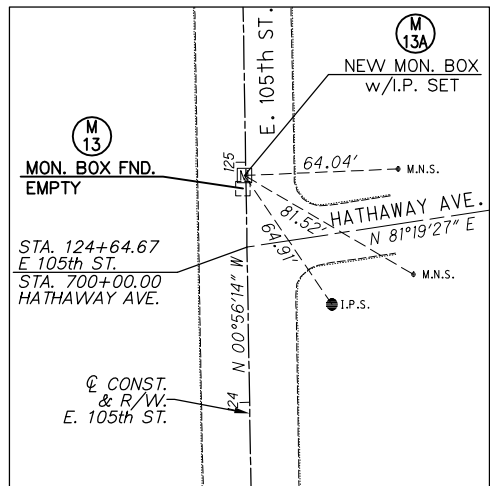 M
13A
NEW MON. BOX
w/I.P. SET
E. 105th ST.
M
13
MON. BOX FND.
EMPTY
125
M
64.04'
M.N.S.
81.52'
64.91'
HATHAWAY AVE.
N 81°19'27" E
M.N.S.
I.P.S.
STA. 124+64.67
E 105th ST.
STA. 700+00.00
HATHAWAY AVE.
N 00°56'14" W
24
℄ CONST.
& R/W.
E. 105th ST.